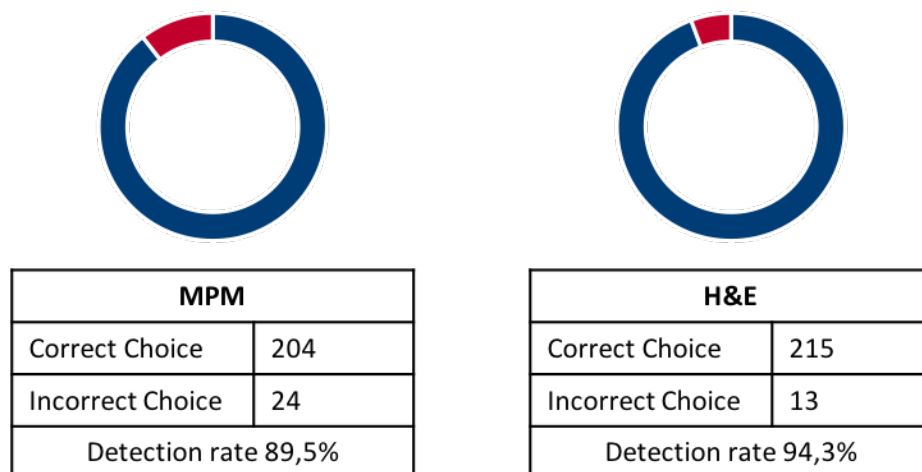 MPM
Correct Choice 204
Incorrect Choice 24
Detection rate 89,5%
H&E
Correct Choice 215
Incorrect Choice 13
Detection rate 94,3%